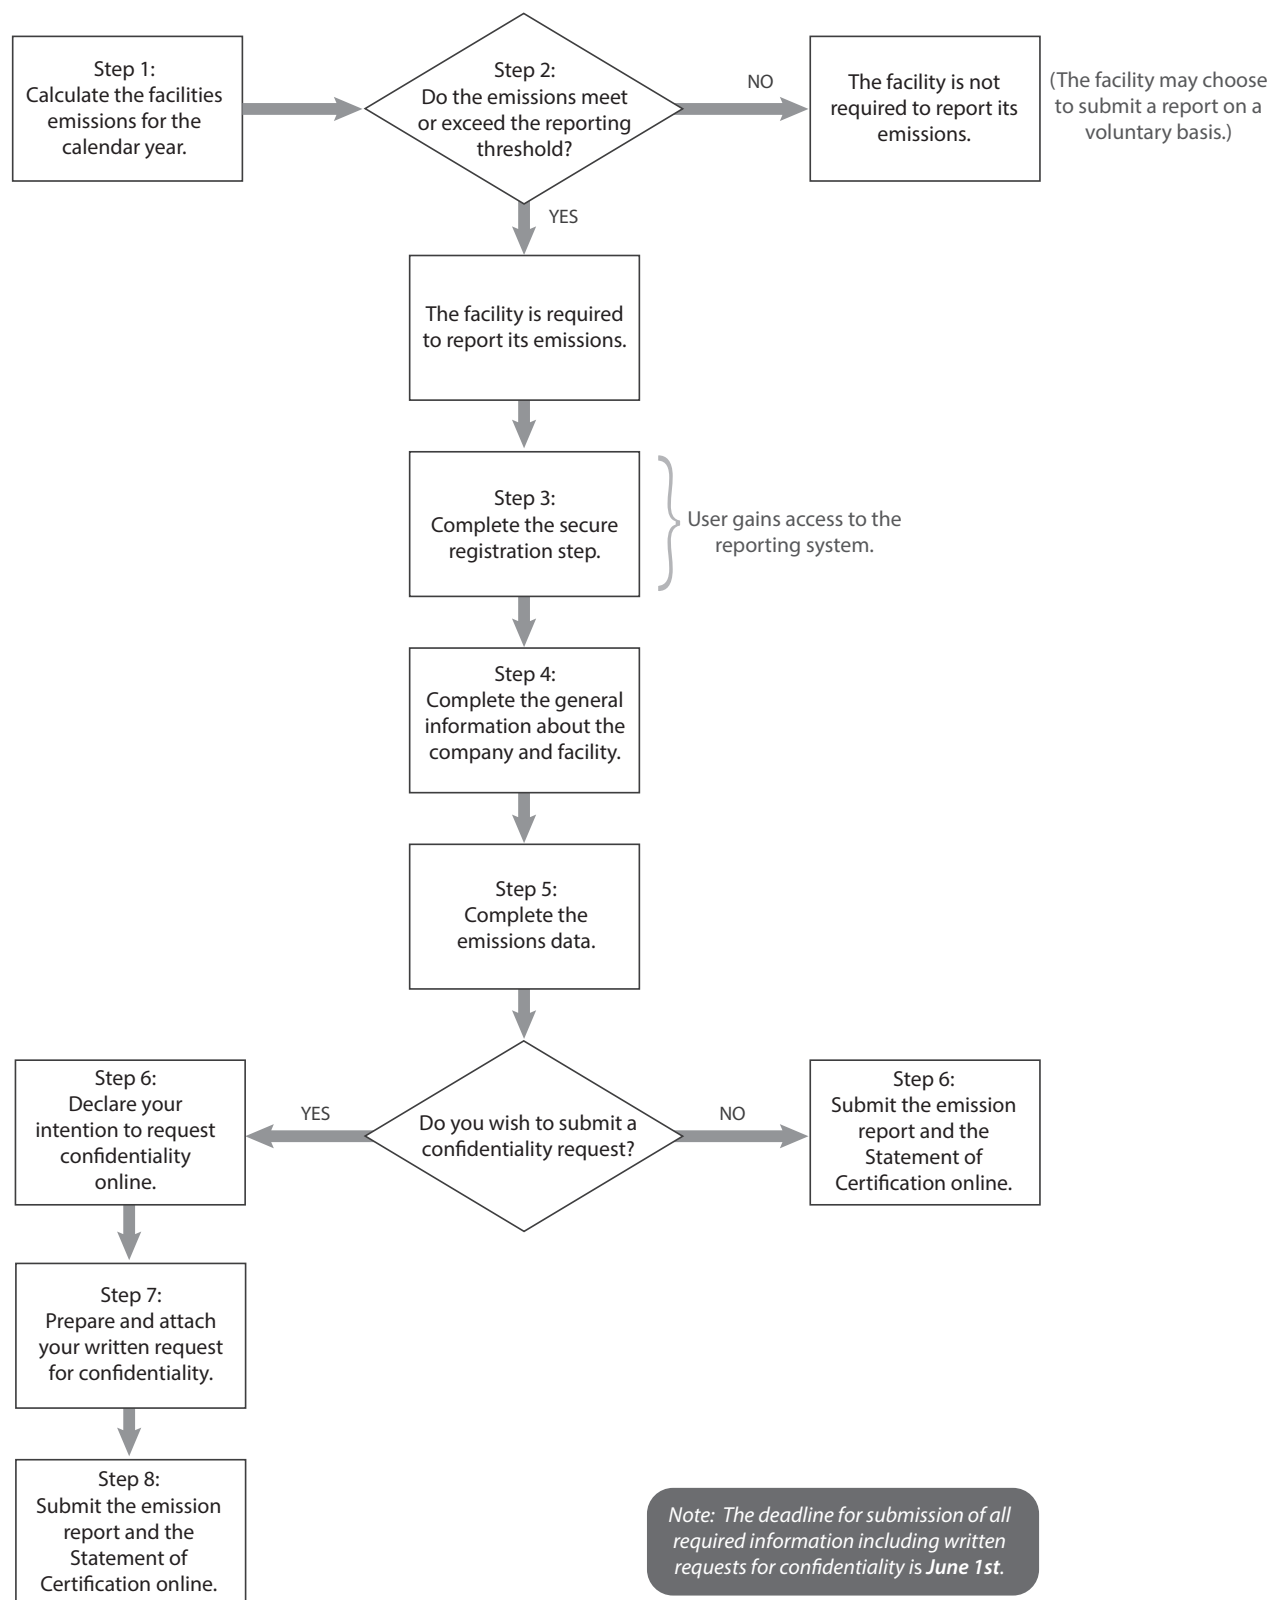 Step 1:
Calculate the facilities
emissions for the
calendar year.
Step 2:
Do the emissions meet
or exceed the reporting
threshold?
NO
The facility is not
required to report its
emissions.
(The facility may choose
to submit a report on a
voluntary basis.)
YES
The facility is required
to report its emissions.
Step 3:
Complete the secure
registration step.
User gains access to the
reporting system.
Step 4:
Complete the general
information about the
company and facility.
Step 5:
Complete the
emissions data.
Do you wish to submit a
confidentiality request?
YES
Step 6:
Declare your
intention to request
confidentiality
online.
NO
Step 6:
Submit the emission
report and the
Statement of
Certification online.
Step 7:
Prepare and attach
your written request
for confidentiality.
Step 8:
Submit the emission
report and the
Statement of
Certification online.
Note: The deadline for submission of all
required information including written
requests for confidentiality is June 1st.